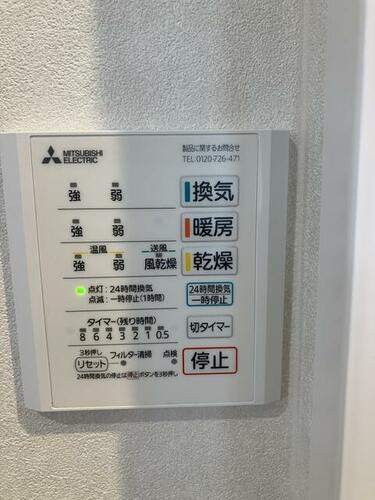 MITSUBISHI
ELECTRIC
製品に関するお問合せ
TEL:0120-726-471
強 弱 換気
強 弱 暖房
温風 送風
強 弱 風乾燥 乾燥
点灯:24時間換気
点滅:一時停止(1時間)
24時間換気
一時停止
タイマー(残り時間)
8 6 4 3 2 1 0.5
切タイマー
3秒押し
リセット フィルター清掃 点検
停止
24時間換気の停止は停止ボタンを3秒押し